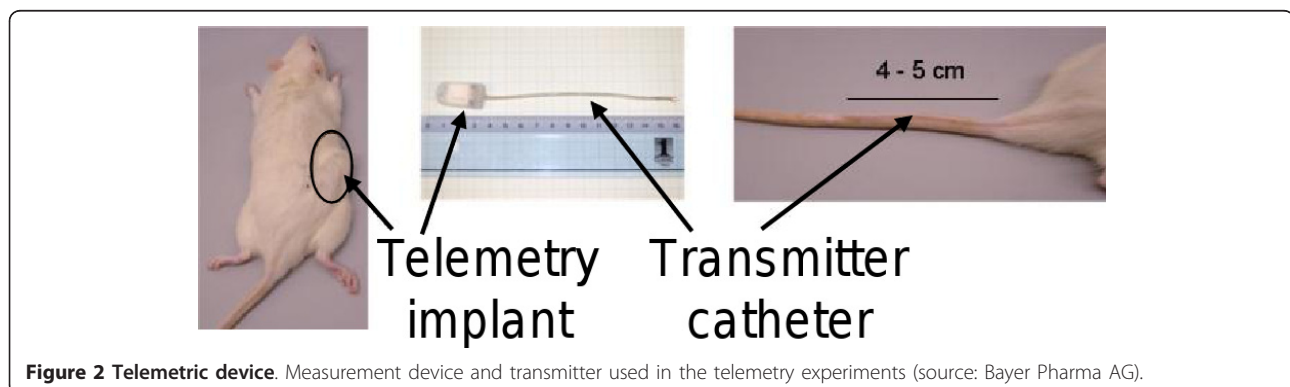 4 - 5 cm
Telemetry
implant
Transmitter
catheter
Figure 2 Telemetric device. Measurement device and transmitter used in the telemetry experiments (source: Bayer Pharma AG).